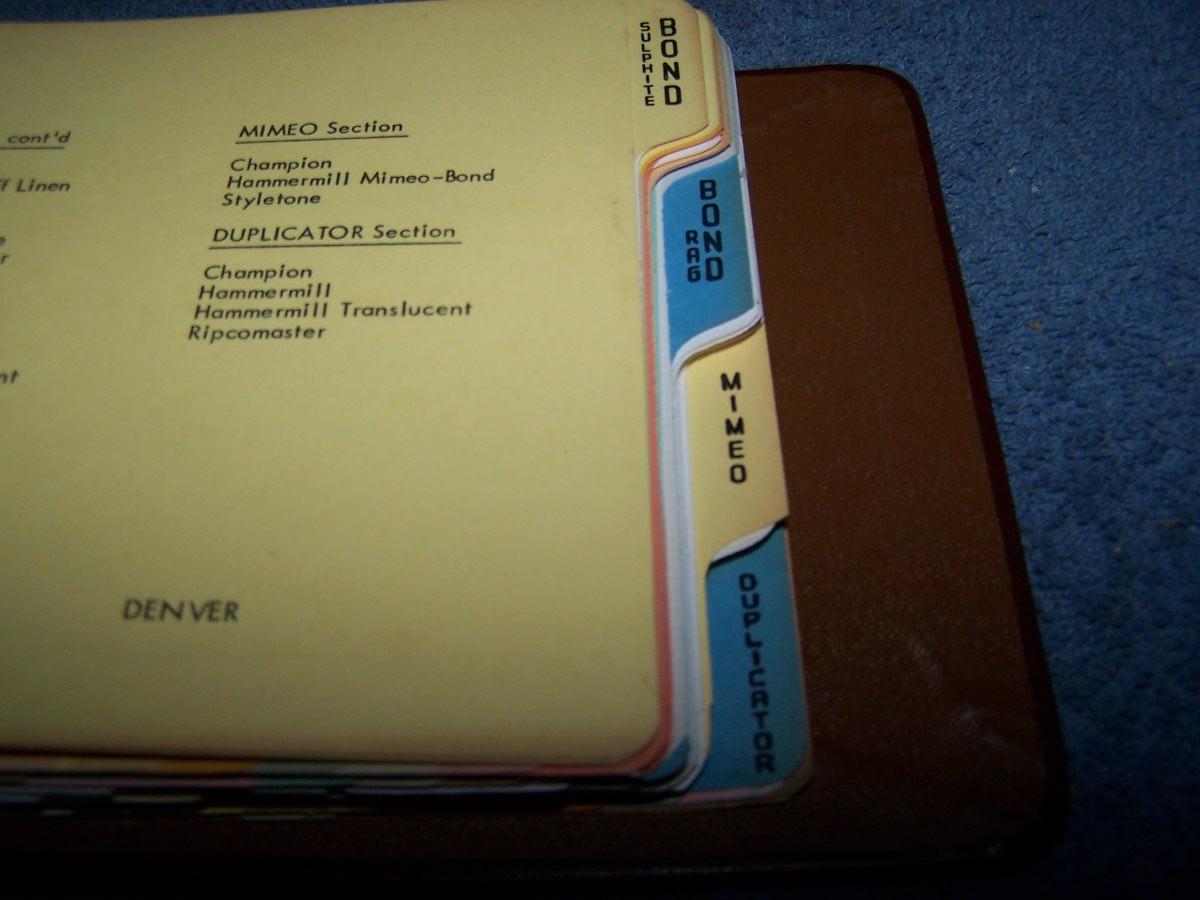 cont'd
Linen
MIMEO Section
Champion
Hammermill Mimeo-Bond
Styletone
DUPLICATOR Section
Champion
Hammermill
Hammermill Translucent
Ripcomaster
DENVER
BOND
SULPHITE
BOND
RAG
MIMEO
DUPLICATOR